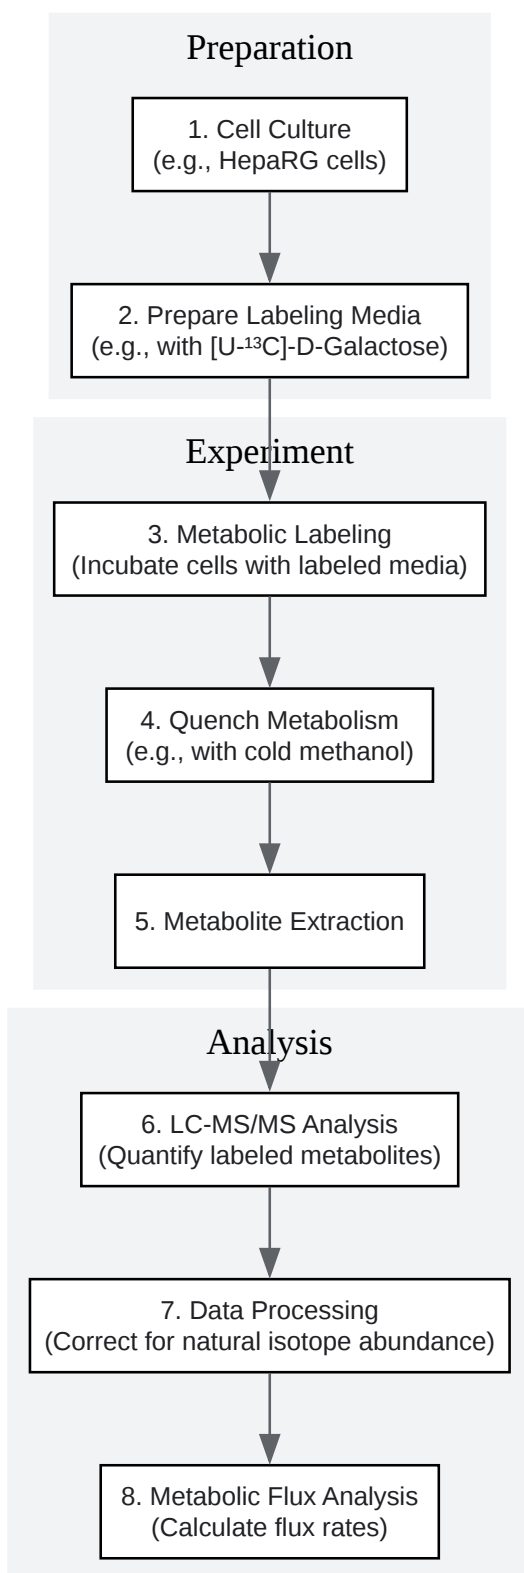 Preparation
1. Cell Culture
(e.g., HepaRG cells)
2. Prepare Labeling Media
(e.g., with [U-¹³C]-D-Galactose)
Experiment
3. Metabolic Labeling
(Incubate cells with labeled media)
4. Quench Metabolism
(e.g., with cold methanol)
5. Metabolite Extraction
Analysis
6. LC-MS/MS Analysis
(Quantify labeled metabolites)
7. Data Processing
(Correct for natural isotope abundance)
8. Metabolic Flux Analysis
(Calculate flux rates)